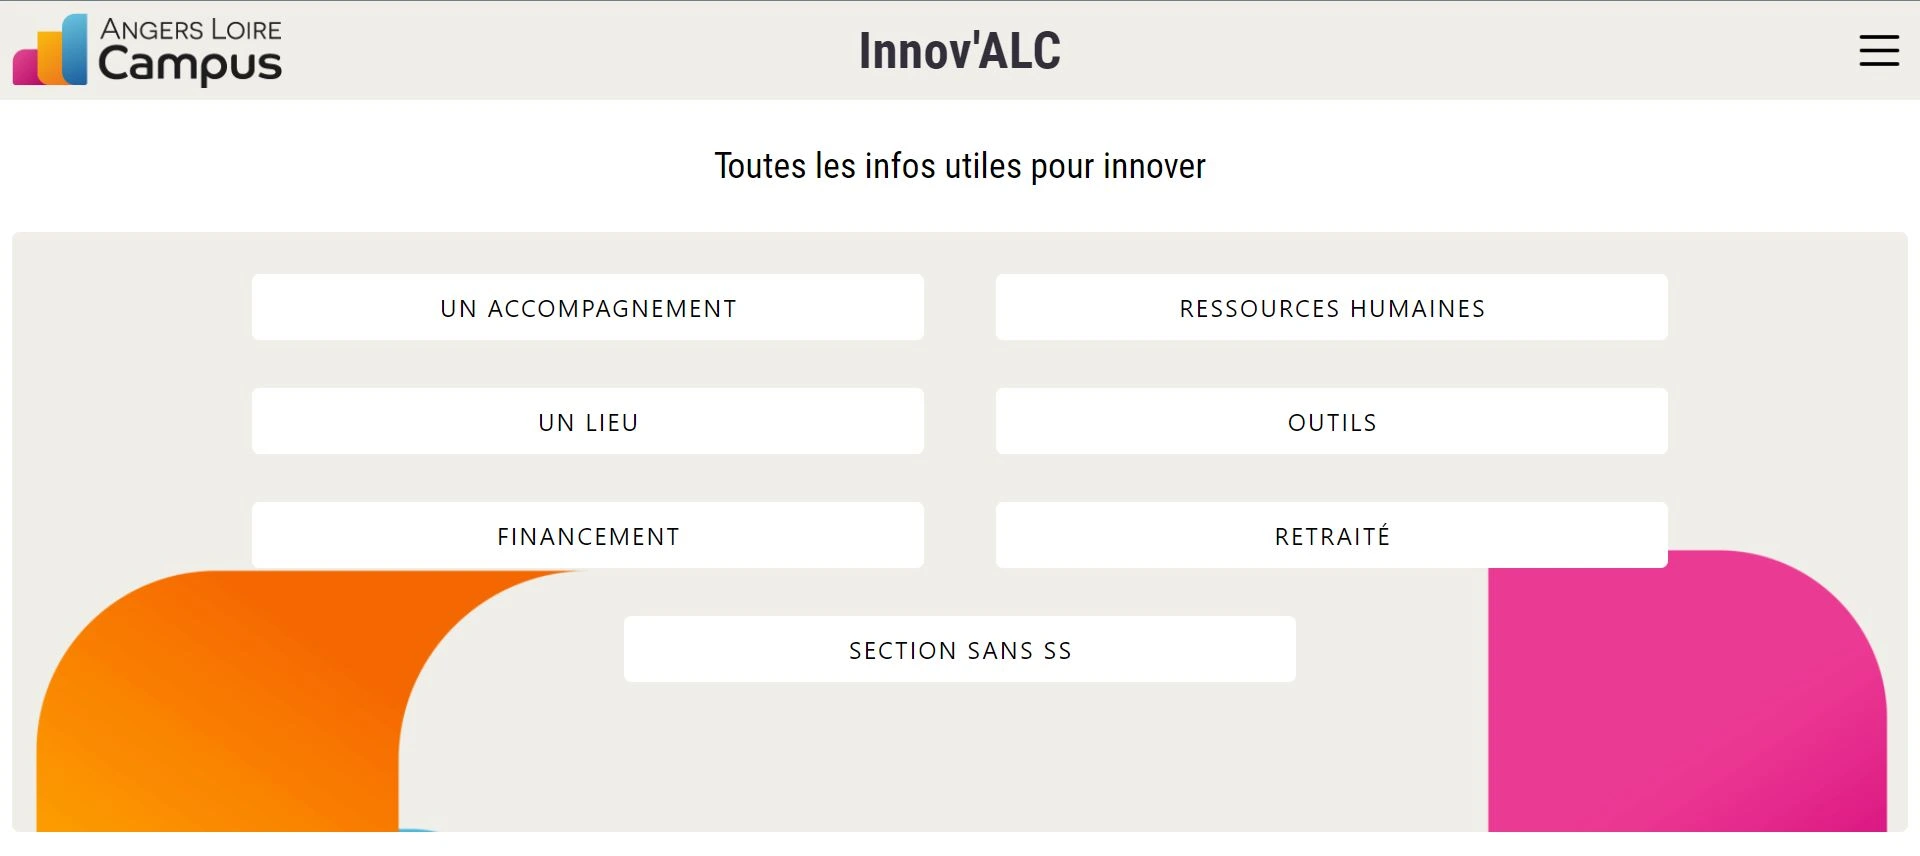 ANGERS LOIRE
Campus
Innov'ALC
Toutes les infos utiles pour innover
UN ACCOMPAGNEMENT
RESSOURCES HUMAINES
UN LIEU
OUTILS
FINANCEMENT
RETRAITÉ
SECTION SANS SS